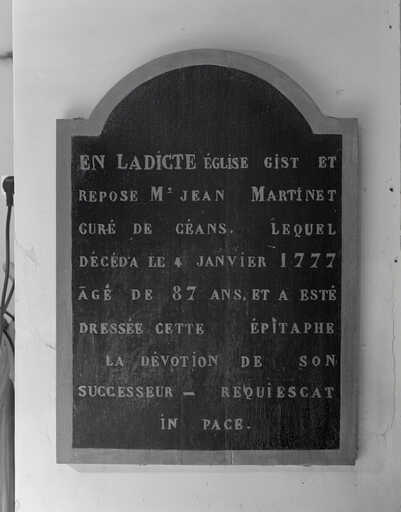 EN LADICTE ÉGLISE GIST ET
REPOSE Mʳ JEAN MARTINET
CURÉ DE CÉANS. LEQUEL
DÉCÉDA LE 4 JANVIER 1777
ÂGÉ DE 87 ANS, ET A ESTÉ
DRESSÉE CETTE ÉPITAPHE
LA DÉVOTION DE SON
SUCCESSEUR — REQUIESCAT
IN PACE.